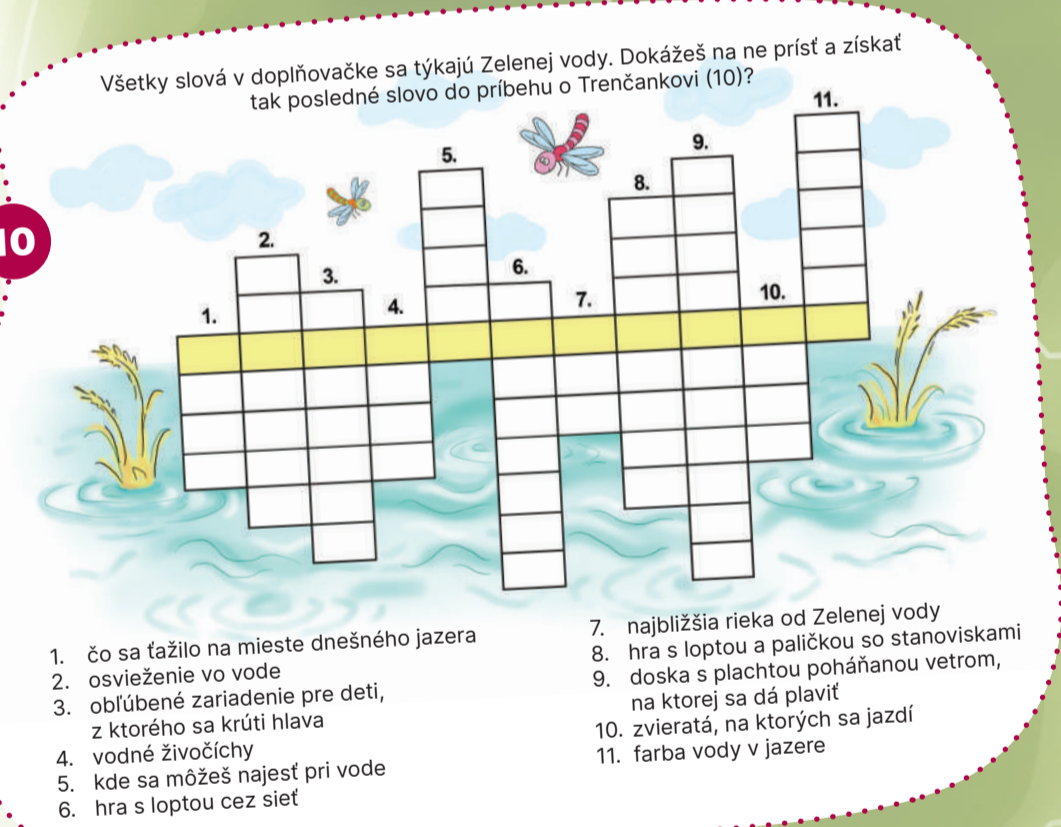 Všetky slová v doplňovačke sa týkajú Zelenej vody. Dokážeš na ne prísť a získať
tak posledné slovo do príbehu o Trenčankovi (10)?
10
1.
2.
3.
4.
5.
6.
7.
8.
9.
10.
11.
1. čo sa ťažilo na mieste dnešného jazera
2. osvieženie vo vode
3. obľúbené zariadenie pre deti,
z ktorého sa krúti hlava
4. vodné živočíchy
5. kde sa môžeš najesť pri vode
6. hra s loptou cez sieť
7. najbližšia rieka od Zelenej vody
8. hra s loptou a paličkou so stanoviskami
9. doska s plachtou poháňanou vetrom,
na ktorej sa dá plaviť
10. zvieratá, na ktorých sa jazdí
11. farba vody v jazere